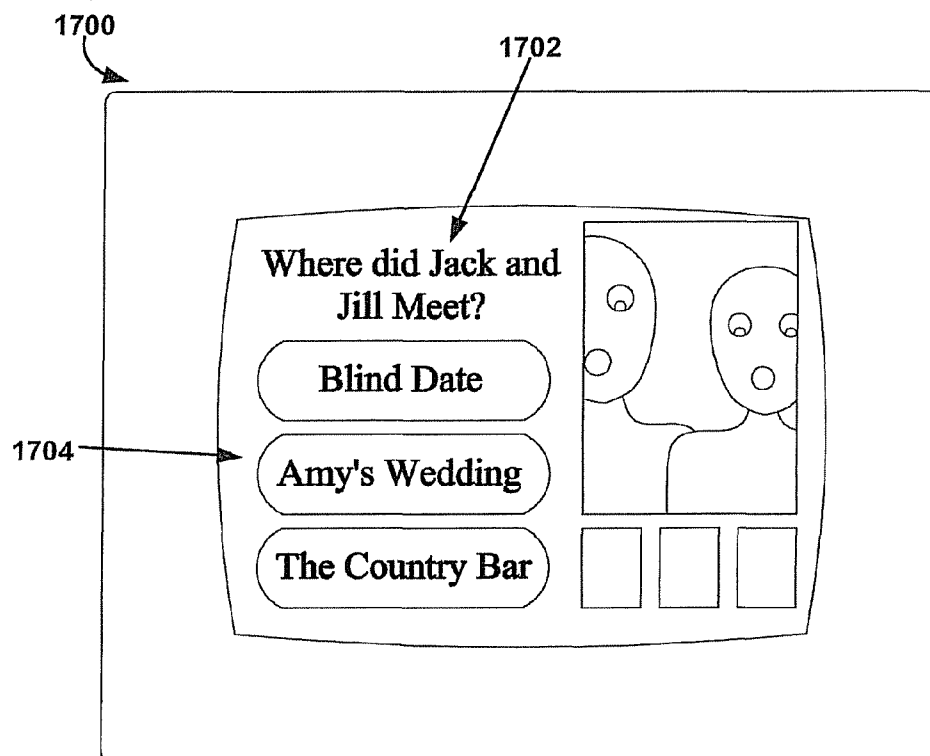 1700
1702
Where did Jack and
Jill Meet?
Blind Date
1704
Amy's Wedding
The Country Bar